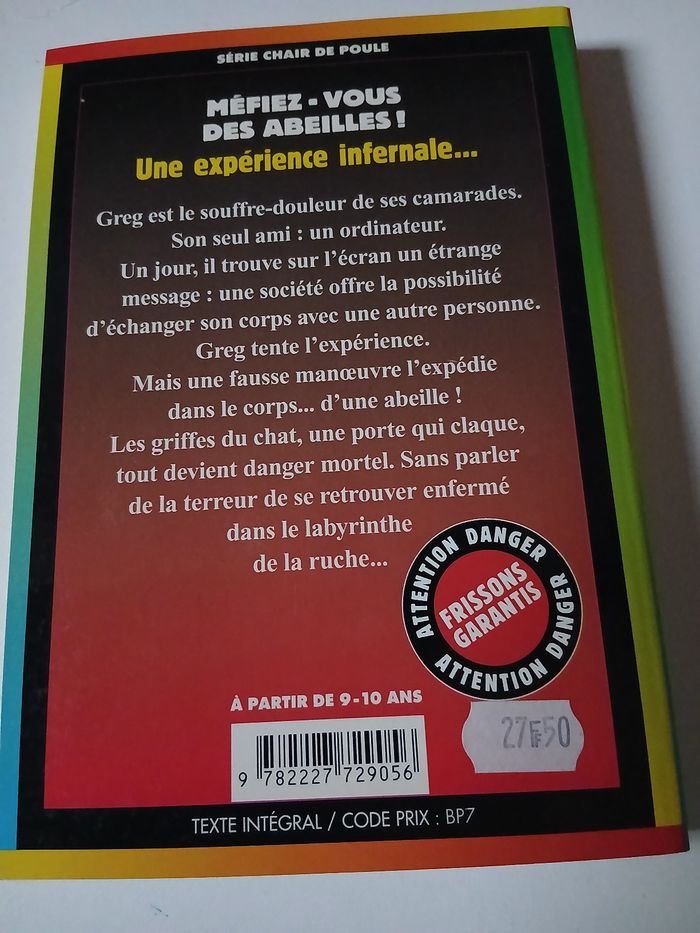 SÉRIE CHAIR DE POULE
MÉFIEZ-VOUS
DES ABEILLES !
Une expérience infernale...
Greg est le souffre-douleur de ses camarades.
Son seul ami : un ordinateur.
Un jour, il trouve sur l'écran un étrange
message : une société offre la possibilité
d'échanger son corps avec une autre personne.
Greg tente l'expérience.
Mais une fausse manœuvre l'expédie
dans le corps... d'une abeille !
Les griffes du chat, une porte qui claque,
tout devient danger mortel. Sans parler
de la terreur de se retrouver enfermé
dans le labyrinthe
de la ruche...
ATTENTION DANGER
FRISSONS
GARANTIS
ATTENTION DANGER
À PARTIR DE 9-10 ANS
27F50
9 782227 729056
TEXTE INTÉGRAL / CODE PRIX : BP7